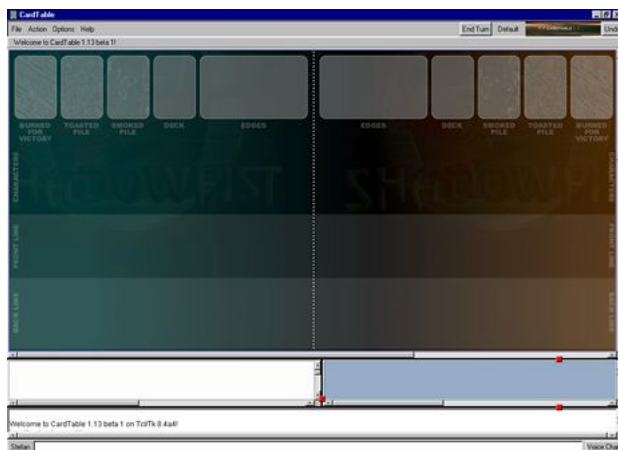 CardTable
File Action Options Help
End Turn Default Undo
Welcome to CardTable 1.13 beta 1!
BURNED FOR VICTORY
TOASTED PILE
SMOKED PILE
DECK
EDGES
EDGES
DECK
SMOKED PILE
TOASTED PILE
BURNED FOR VICTORY
CHARACTERS
SHADOWFIST
SHADOWFIST
CHARACTERS
FRONT LINE
FRONT LINE
BACK LINE
BACK LINE
Welcome to CardTable 1.13 beta 1 on Tcl/Tk 8.4a4!
Stefan
Voice Cha